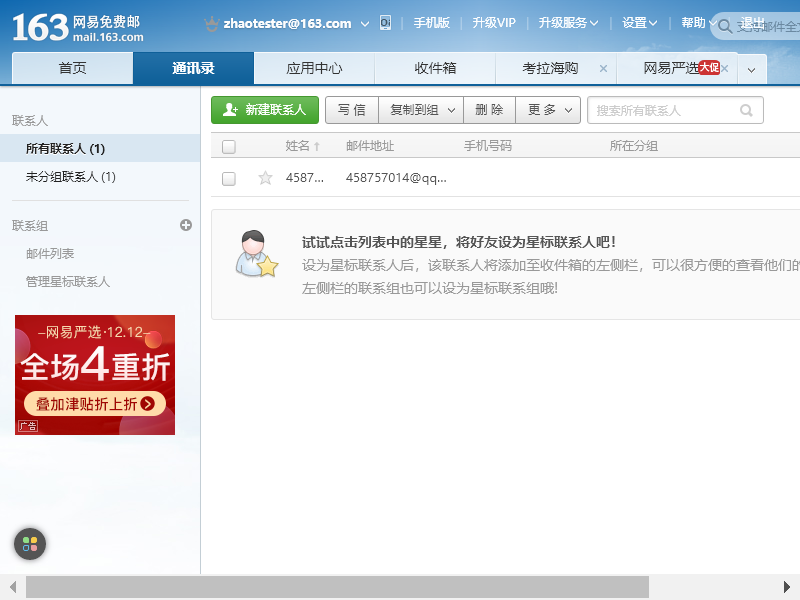 163 网易免费邮 mail.163.com
zhaotester@163.com 手机版 升级VIP 升级服务 设置 帮助 退出 支持邮件全文
首页 通讯录 应用中心 收件箱 考拉海购 × 网易严选 大促 ×
联系人
所有联系人 (1)
未分组联系人 (1)
联系组
邮件列表
管理星标联系人
–网易严选·12.12–
全场4重折
叠加津贴折上折
广告
新建联系人 写 信 复制到组 删 除 更 多 搜索所有联系人
姓名↑ 邮件地址 手机号码 所在分组
4587... 458757014@qq...
试试点击列表中的星星，将好友设为星标联系人吧！
设为星标联系人后，该联系人将添加至收件箱的左侧栏，可以很方便的查看他们的
左侧栏的联系组也可以设为星标联系组哦!